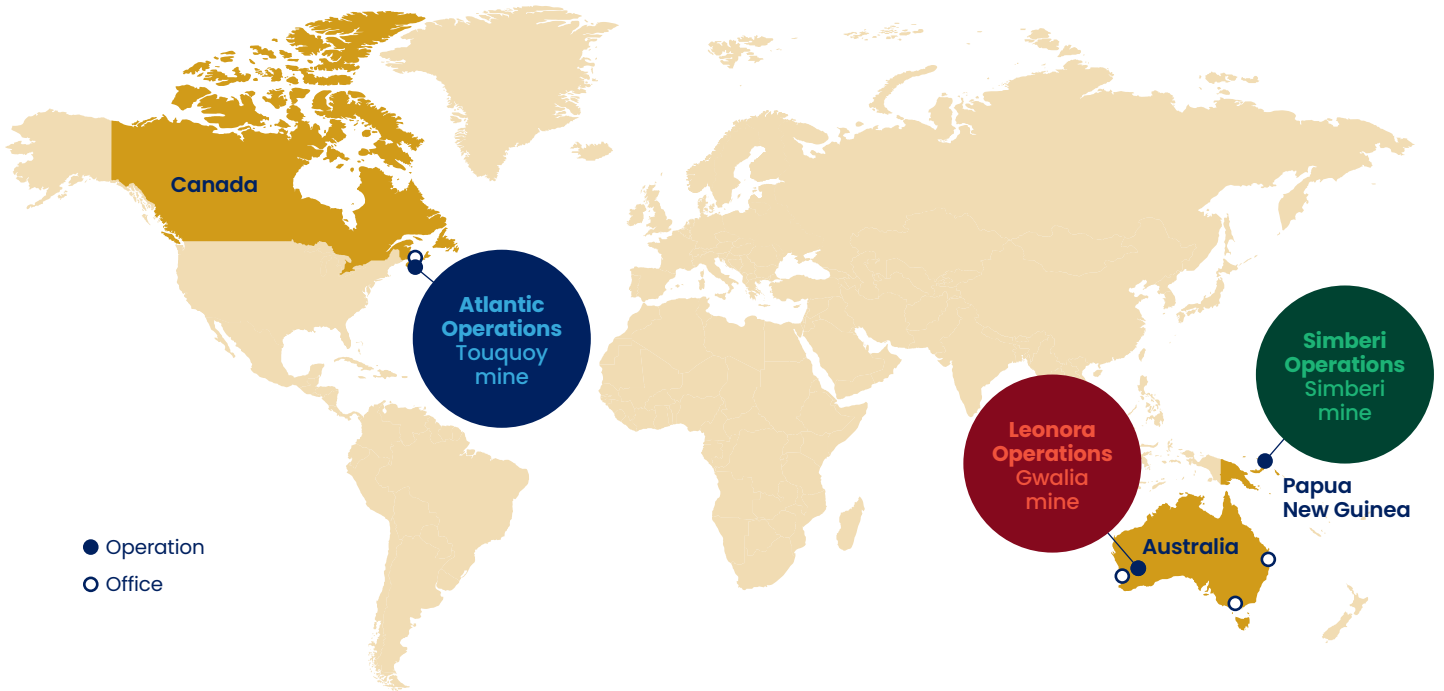 Canada
Atlantic
Operations
Touquoy
mine
Simberi
Operations
Simberi
mine
Leonora
Operations
Gwalia
mine
Papua
New Guinea
Australia
Operation
Office